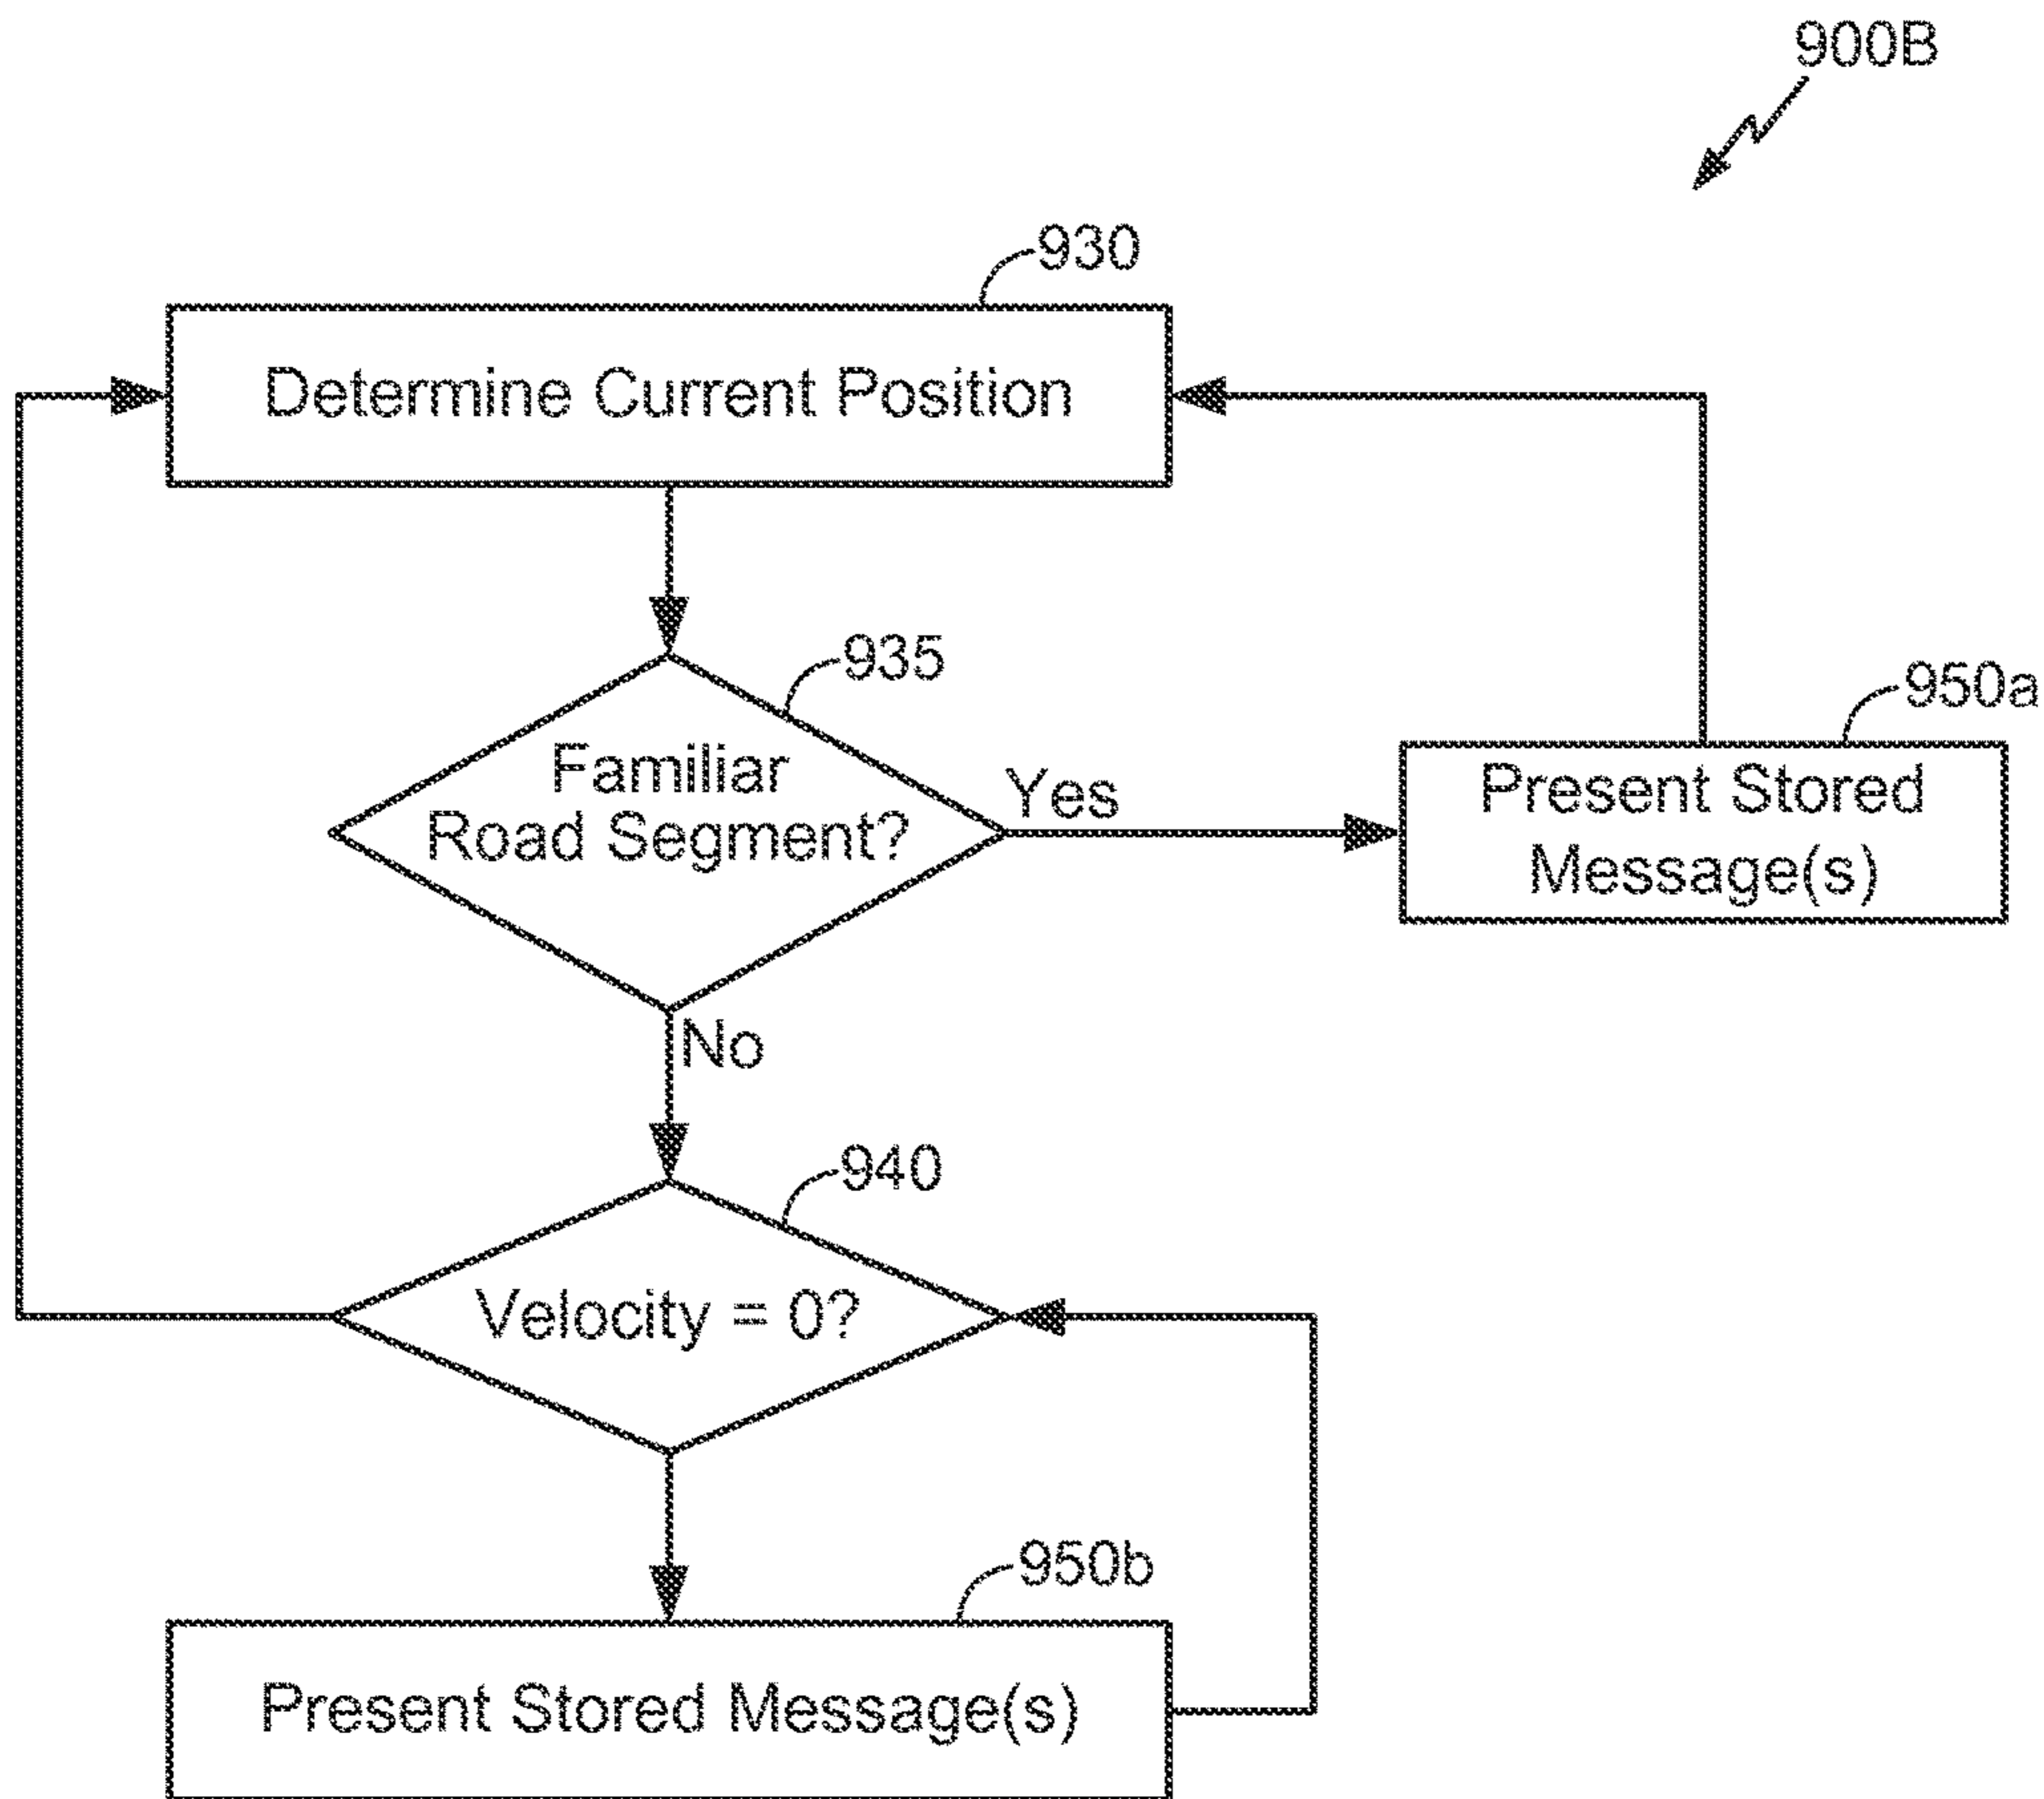 900B
930
Determine Current Position
935
Familiar
Road Segment?
Yes
950a
Present Stored
Message(s)
No
940
Velocity = 0?
950b
Present Stored Message(s)